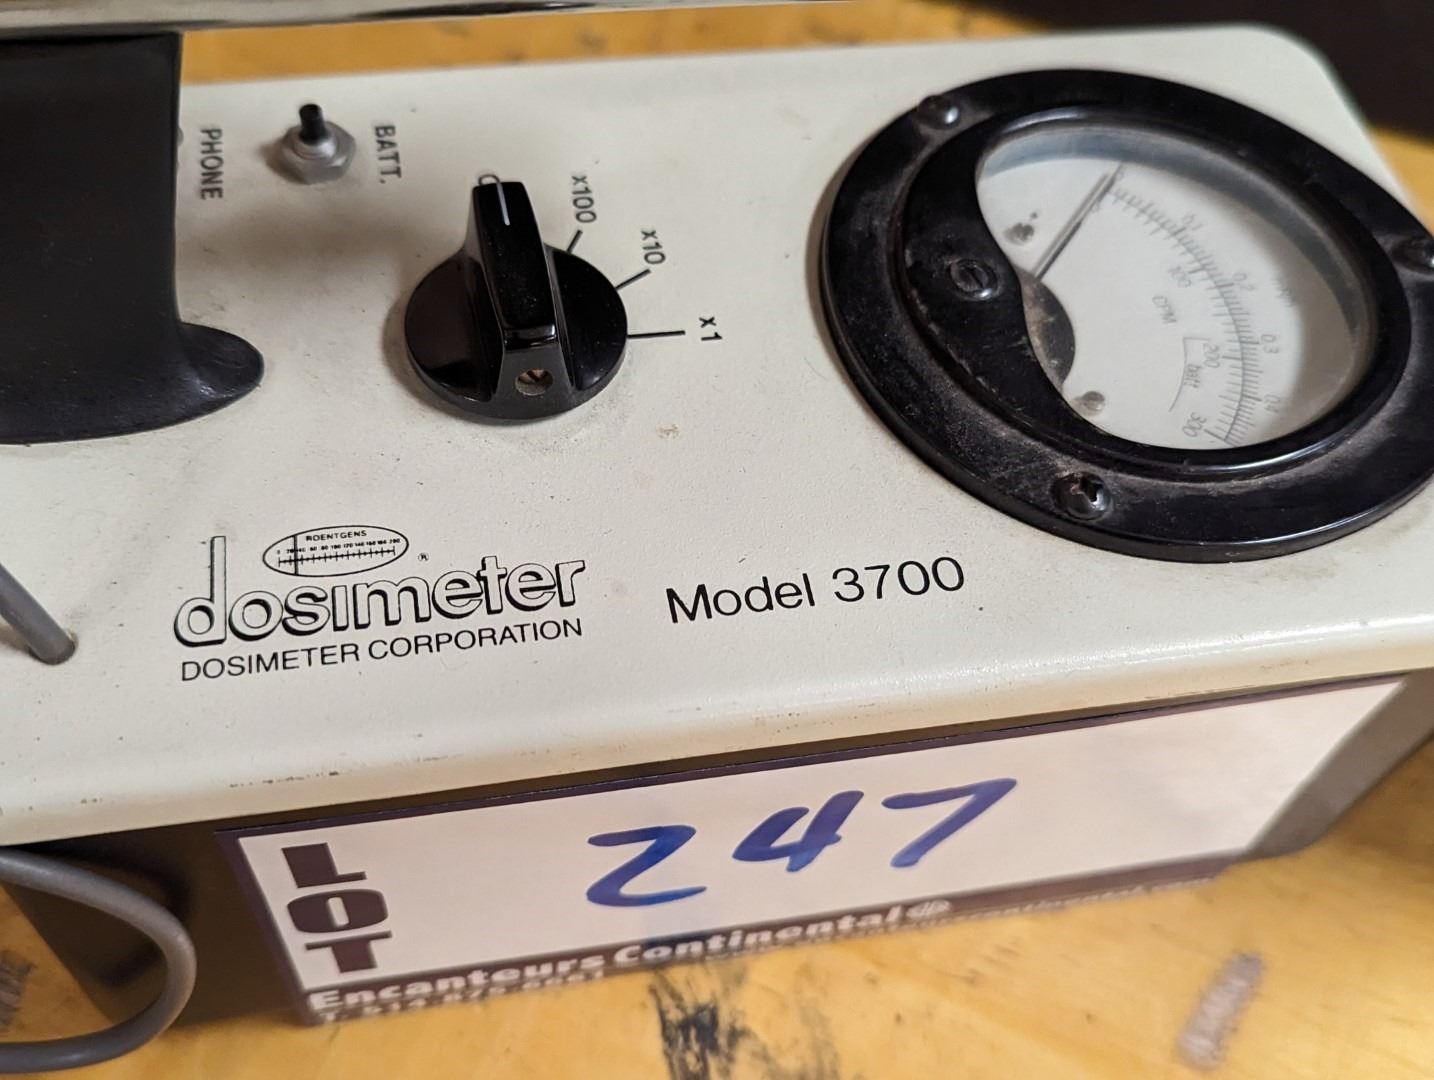 PHONE
BATT.
x100
x10
x1
0.1
0.2
0.3
0.4
100
200
300
CPM
batt
ROENTGENS
dosimeter®
DOSIMETER CORPORATION
Model 3700
LOT
247
Encanteurs Continental